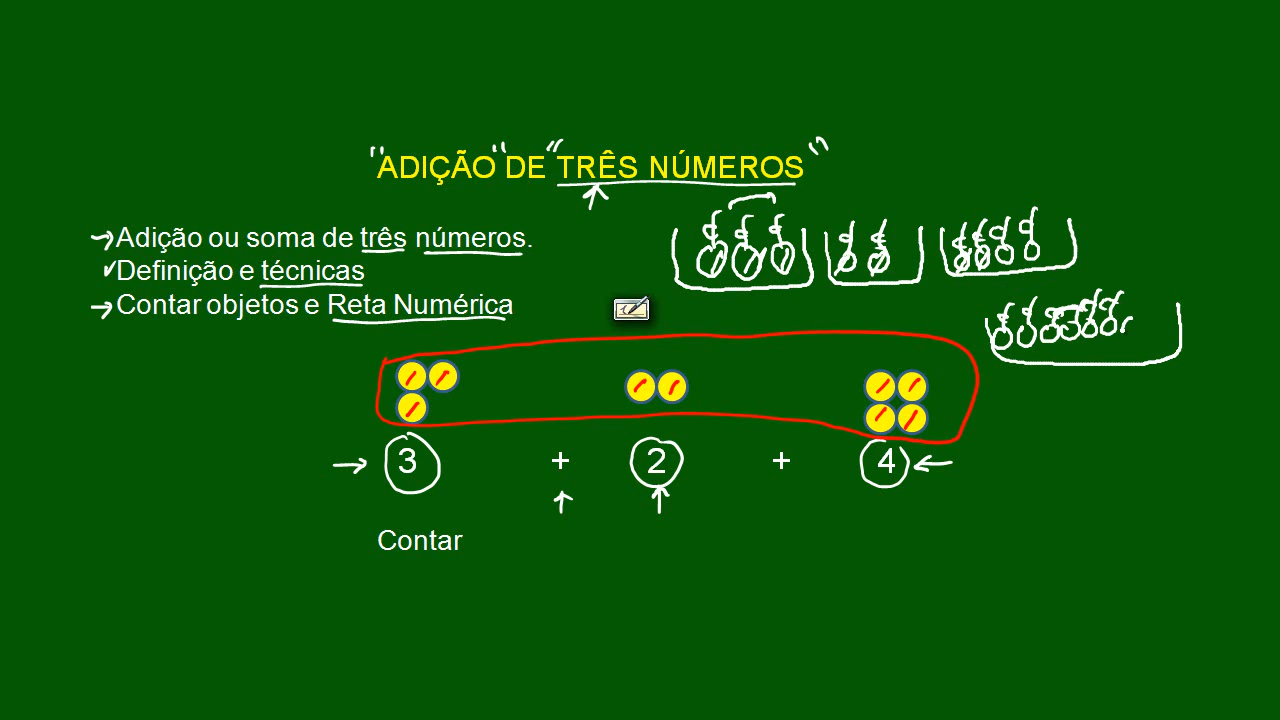 "ADIÇÃO" DE "TRÊS NÚMEROS"
Adição ou soma de três números.
Definição e técnicas
Contar objetos e Reta Numérica
3 + 2 + 4
Contar